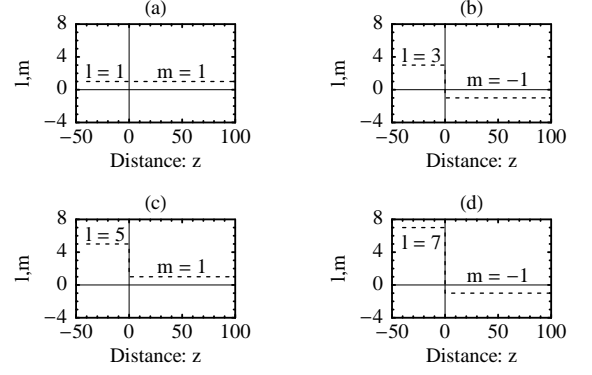 (a)
8
4
0
−4
l,m
l = 1
m = 1
−50
0
50
100
Distance: z
(b)
8
4
0
−4
l,m
l = 3
m = −1
−50
0
50
100
Distance: z
(c)
8
4
0
−4
l,m
l = 5
m = 1
−50
0
50
100
Distance: z
(d)
8
4
0
−4
l,m
l = 7
m = −1
−50
0
50
100
Distance: z